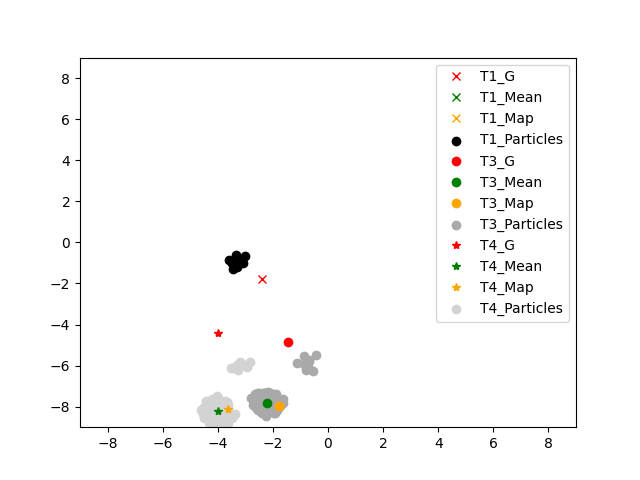 8
6
4
2
0
−2
−4
−6
−8
−8 −6 −4 −2 0 2 4 6 8
T1_G
T1_Mean
T1_Map
T1_Particles
T3_G
T3_Mean
T3_Map
T3_Particles
T4_G
T4_Mean
T4_Map
T4_Particles